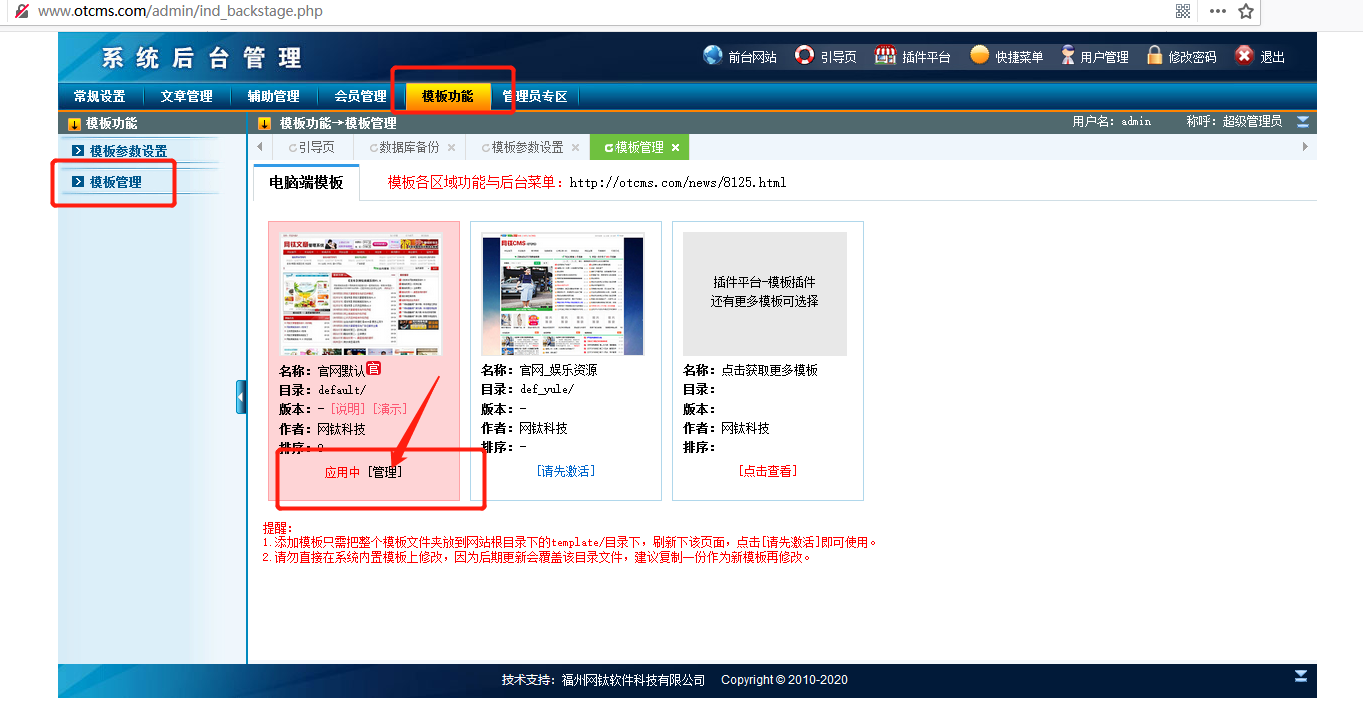 www.otcms.com/admin/ind_backstage.php
系统后台管理
前台网站 引导页 插件平台 快捷菜单 用户管理 修改密码 退出
常规设置 文章管理 辅助管理 会员管理 模板功能 管理员专区
模板功能 模板功能→模板管理 用户名：admin 称呼：超级管理员
模板参数设置
模板管理
引导页 数据库备份 模板参数设置 模板管理
电脑端模板 模板各区域功能与后台菜单：http://otcms.com/news/8125.html
网钛文章管理系统
网钛CMS
插件平台-模板插件
还有更多模板可选择
名称：官网默认 官
目录：default/
版本：- [说明] [演示]
作者：网钛科技
排序：0
应用中 [管理]
名称：官网_娱乐资源
目录：def_yule/
版本：-
作者：网钛科技
排序：-
[请先激活]
名称：点击获取更多模板
目录：
版本：
作者：网钛科技
排序：
[点击查看]
提醒：
1.添加模板只需把整个模板文件夹放到网站根目录下的template/目录下，刷新下该页面，点击[请先激活]即可使用。
2.请勿直接在系统内置模板上修改，因为后期更新会覆盖该目录文件，建议复制一份作为新模板再修改。
技术支持：福州网钛软件科技有限公司 Copyright © 2010-2020